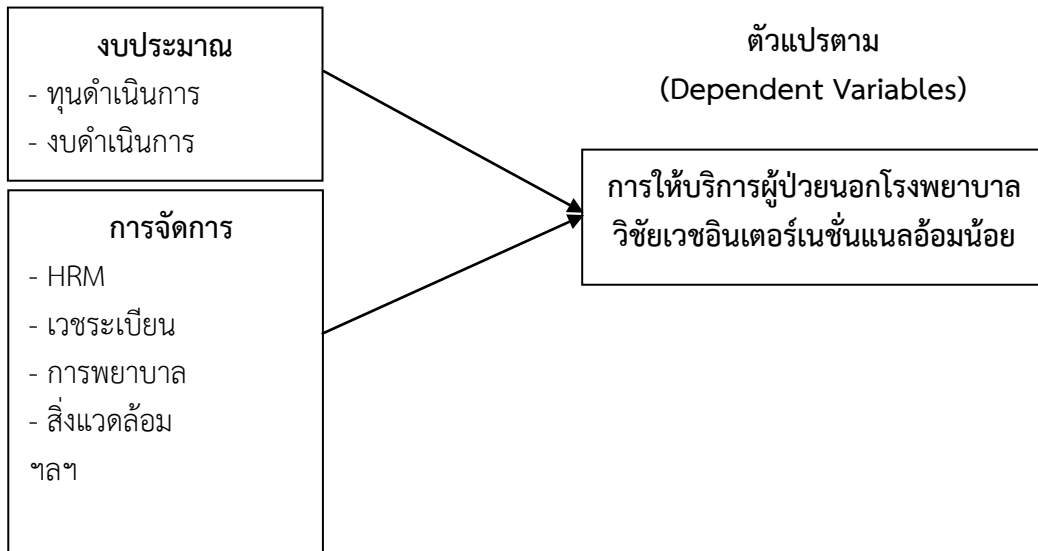 งบประมาณ
- ทุนดำเนินการ
- งบดำเนินการ
การจัดการ
- HRM
- เวชระเบียน
- การพยาบาล
- สิ่งแวดล้อม
ฯลฯ
ตัวแปรตาม
(Dependent Variables)
การให้บริการผู้ป่วยนอกโรงพยาบาล
วิชัยเวชอินเตอร์เนชั่นแนลอ้อมน้อย